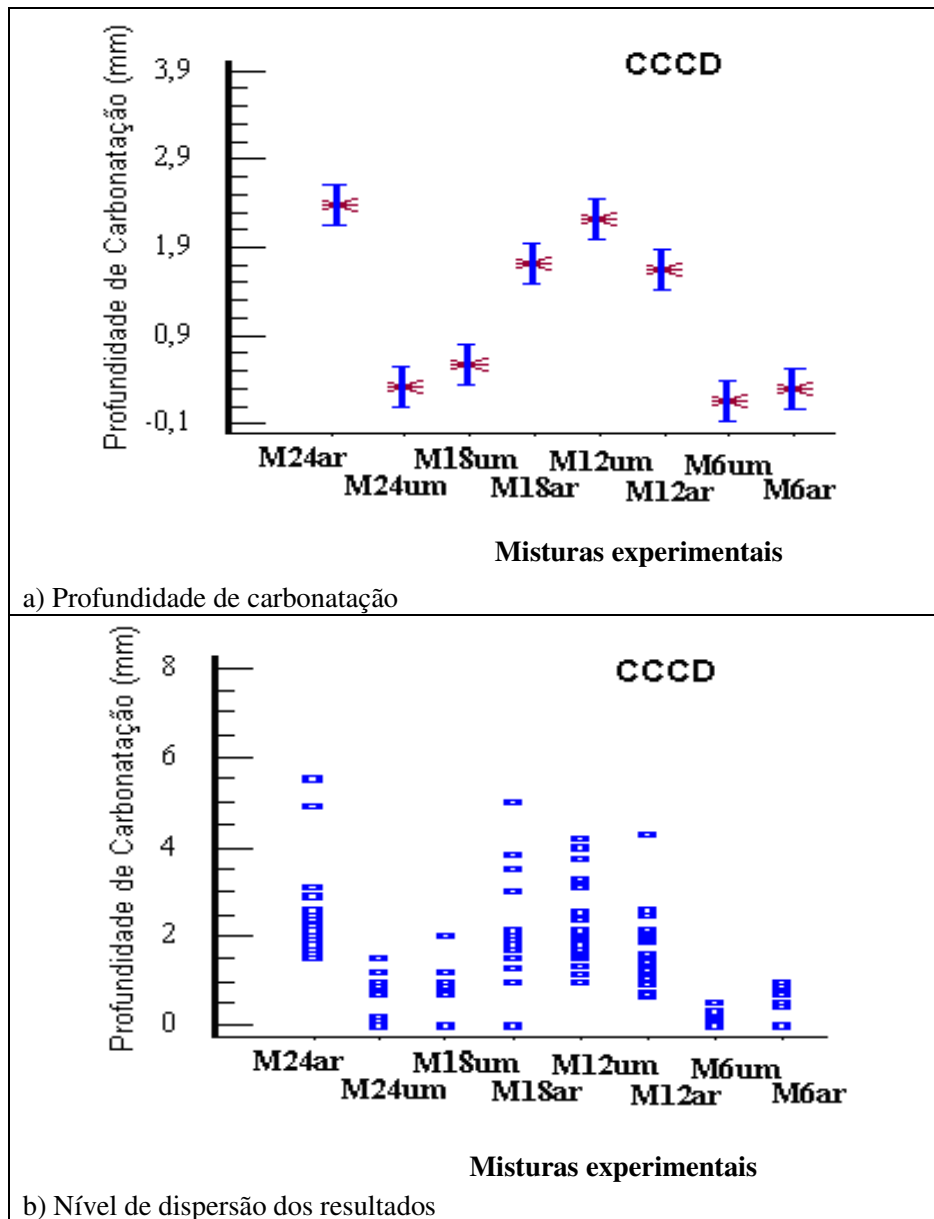 CCCD
Profundidade de Carbonatação (mm)
3,9
2,9
1,9
0,9
-0,1
M24ar M18um M12um M6um
M24um M18ar M12ar M6ar
Misturas experimentais
a) Profundidade de carbonatação
CCCD
Profundidade de Carbonatação (mm)
8
6
4
2
0
M24ar M18um M12um M6um
M24um M18ar M12ar M6ar
Misturas experimentais
b) Nível de dispersão dos resultados